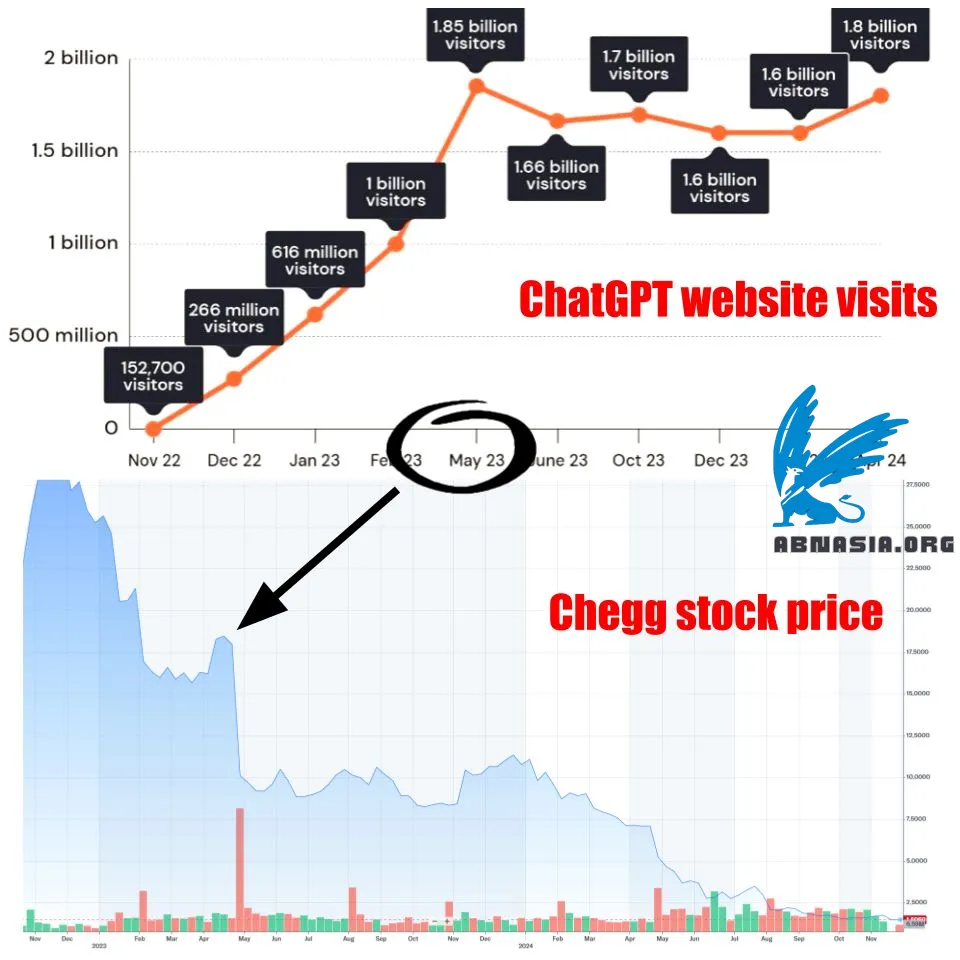 1.85 billion
visitors
1.8 billion
visitors
2 billion
1.7 billion
visitors
1.6 billion
visitors
1.5 billion
1.66 billion
visitors
1.6 billion
visitors
1 billion
visitors
1 billion
616 million
visitors
ChatGPT website visits
266 million
visitors
500 million
152,700
visitors
0
Nov 22 Dec 22 Jan 23 Feb 23 May 23 June 23 Oct 23 Dec 23 Apr 24
ABNASIA.ORG
27.5000
25.0000
22.5000
20.0000
Chegg stock price
17.5000
15.0000
12.5000
10.0000
7.5000
5.0000
2.5000
Nov Dec 2023 Feb Mar Apr May Jun Jul Aug Sep Oct Nov Dec 2024 Feb Mar Apr May Jun Jul Aug Sep Oct Nov